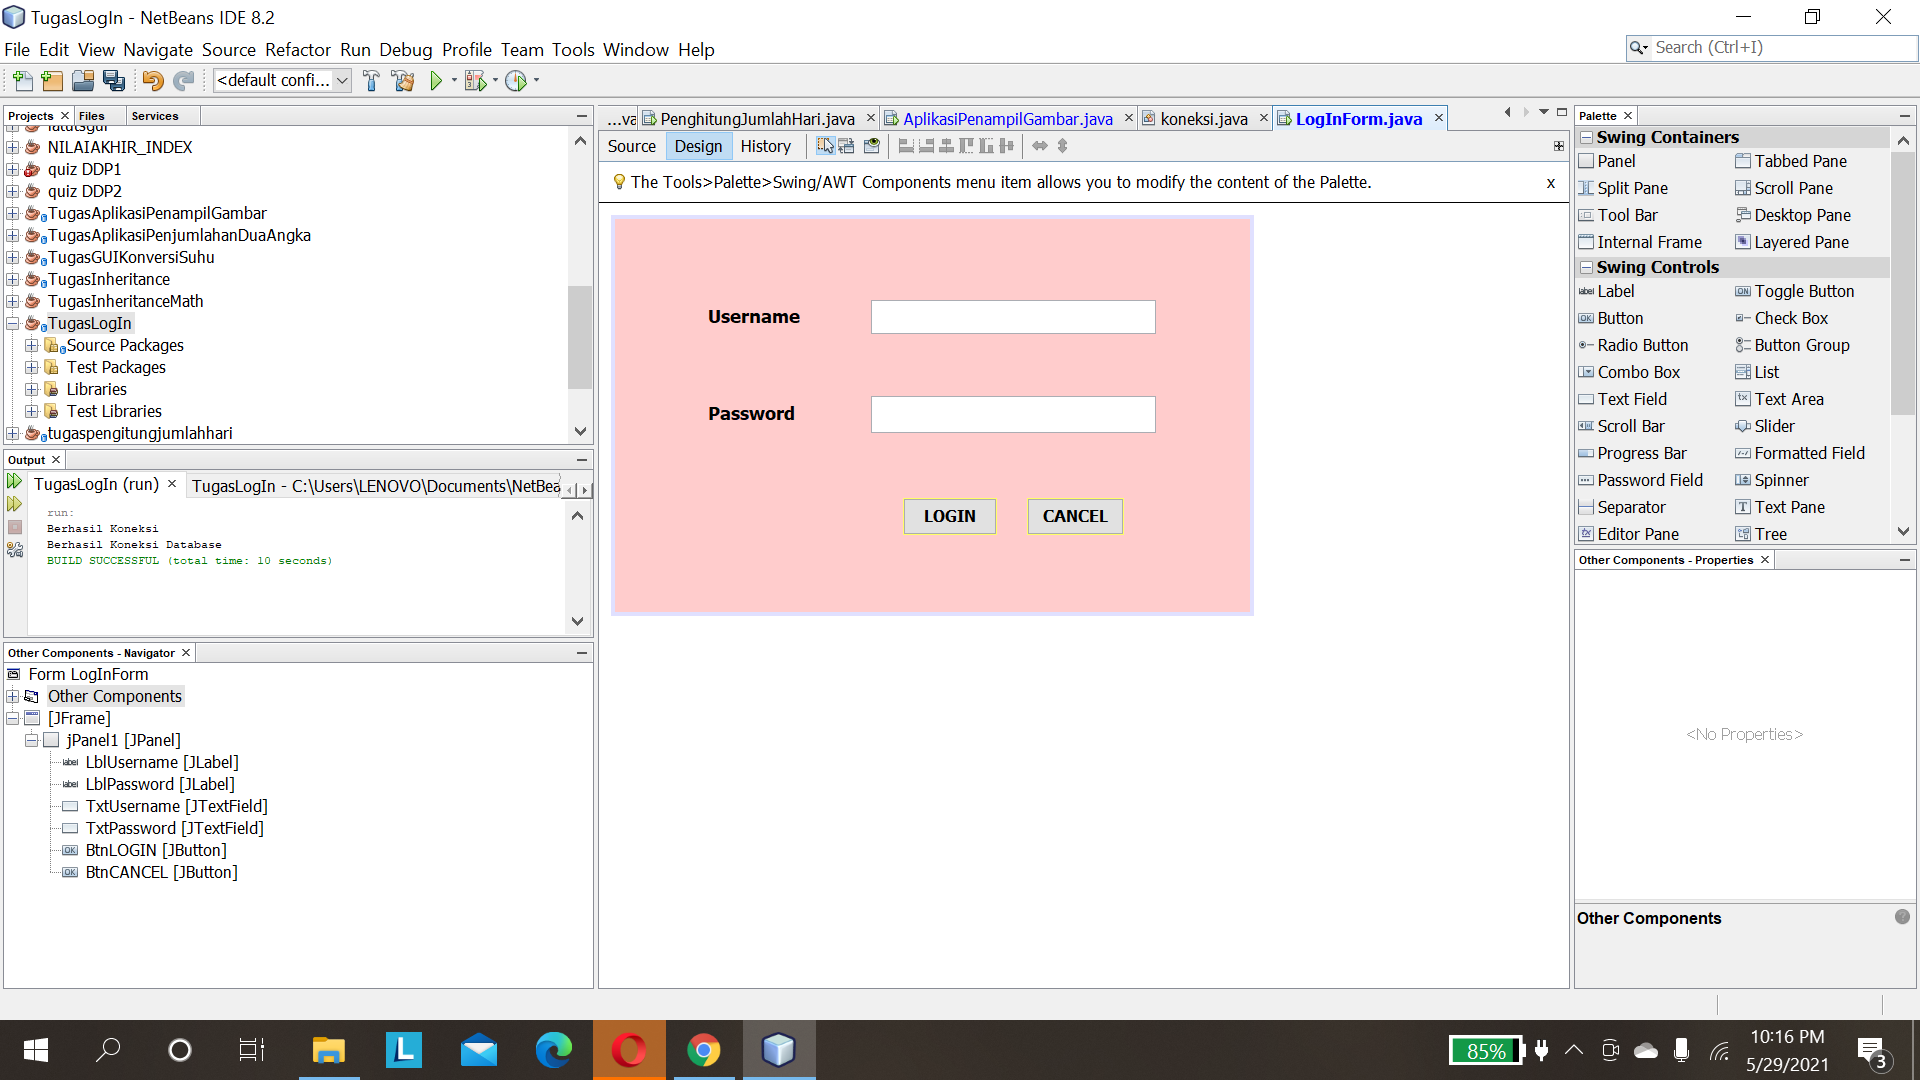 TugasLogIn - NetBeans IDE 8.2
File Edit View Navigate Source Refactor Run Debug Profile Team Tools Window Help
Search (Ctrl+I)
<default confi...
Projects Files Services
NILAIAKHIR_INDEX
quiz DDP1
quiz DDP2
TugasAplikasiPenampilGambar
TugasAplikasiPenjumlahanDuaAngka
TugasGUIKonversiSuhu
TugasInheritance
TugasInheritanceMath
TugasLogIn
Source Packages
Test Packages
Libraries
Test Libraries
tugaspengitungjumlahhari
Output
TugasLogIn (run) TugasLogIn - C:\Users\LENOVO\Documents\NetBea
run:
Berhasil Koneksi
Berhasil Koneksi Database
BUILD SUCCESSFUL (total time: 10 seconds)
Other Components - Navigator
Form LogInForm
Other Components
[JFrame]
jPanel1 [JPanel]
LblUsername [JLabel]
LblPassword [JLabel]
TxtUsername [JTextField]
TxtPassword [JTextField]
BtnLOGIN [JButton]
BtnCANCEL [JButton]
...va PenghitungJumlahHari.java AplikasiPenampilGambar.java koneksi.java LogInForm.java
Source Design History
The Tools>Palette>Swing/AWT Components menu item allows you to modify the content of the Palette. x
Username
Password
LOGIN CANCEL
Palette
Swing Containers
Panel Tabbed Pane
Split Pane Scroll Pane
Tool Bar Desktop Pane
Internal Frame Layered Pane
Swing Controls
Label Toggle Button
Button Check Box
Radio Button Button Group
Combo Box List
Text Field Text Area
Scroll Bar Slider
Progress Bar Formatted Field
Password Field Spinner
Separator Text Pane
Editor Pane Tree
Other Components - Properties
<No Properties>
Other Components
85%
10:16 PM
5/29/2021
3